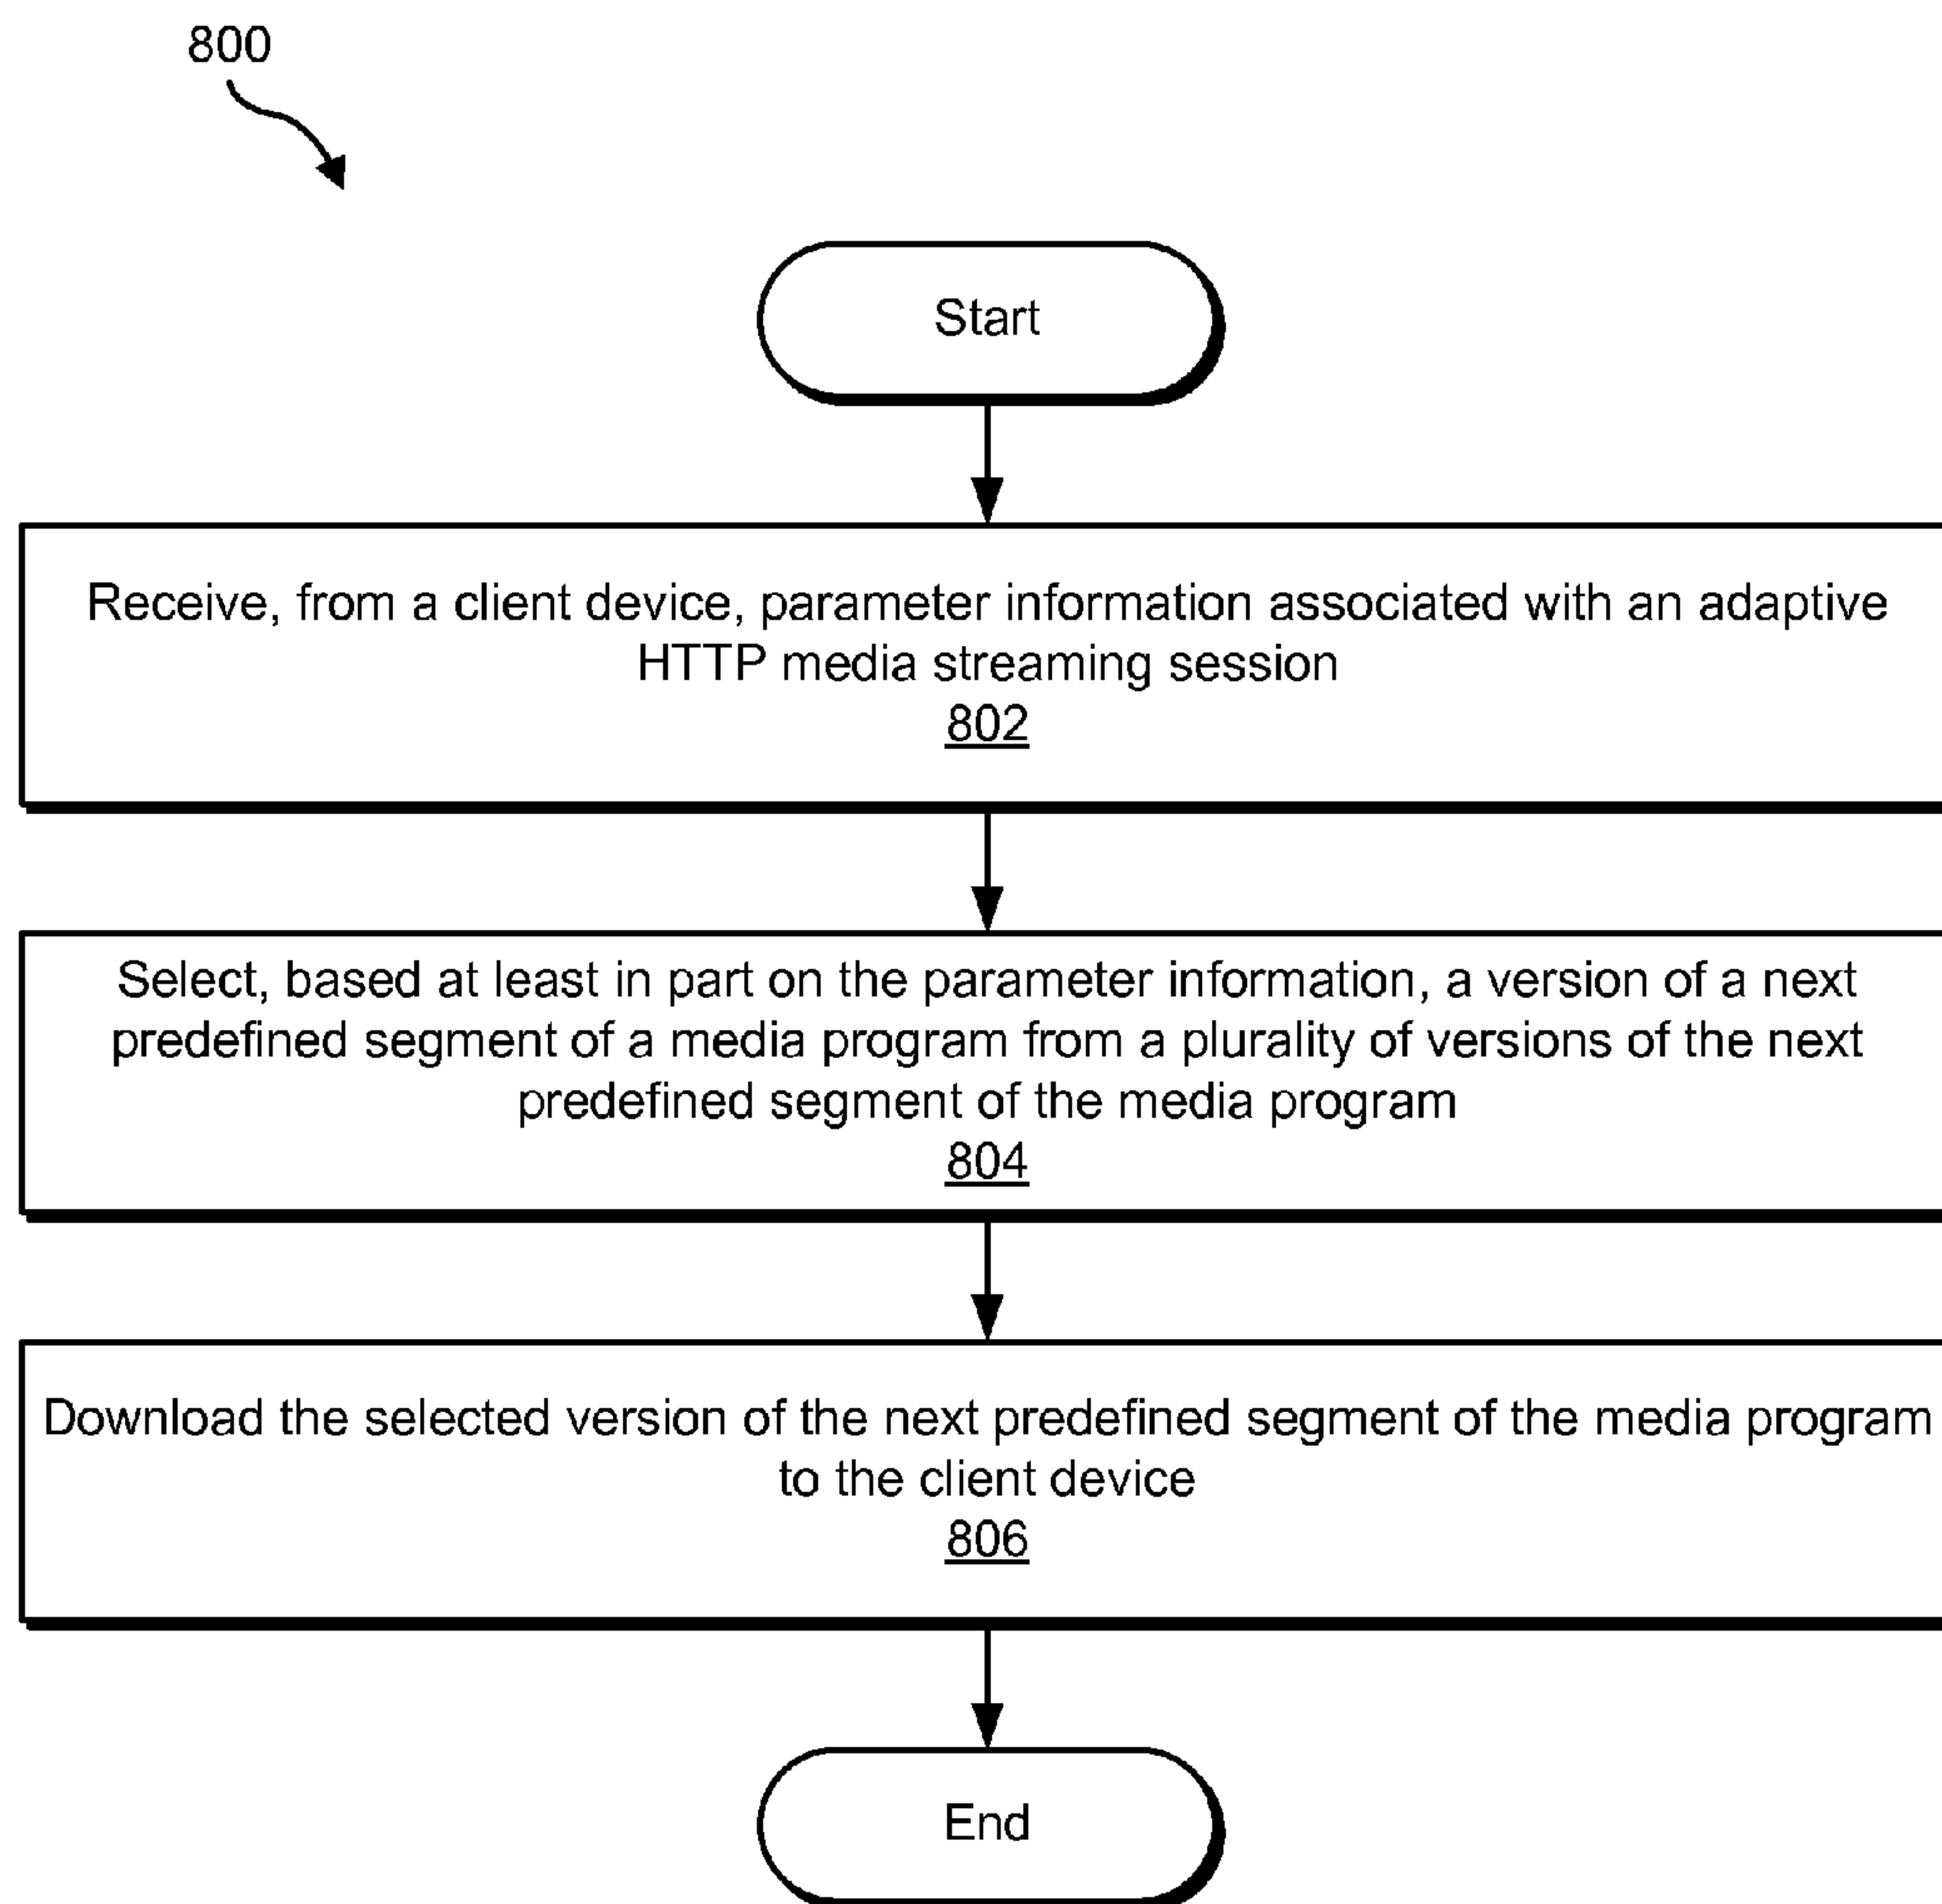 800
Start
Receive, from a client device, parameter information associated with an adaptive
HTTP media streaming session
802
Select, based at least in part on the parameter information, a version of a next
predefined segment of a media program from a plurality of versions of the next
predefined segment of the media program
804
Download the selected version of the next predefined segment of the media program
to the client device
806
End